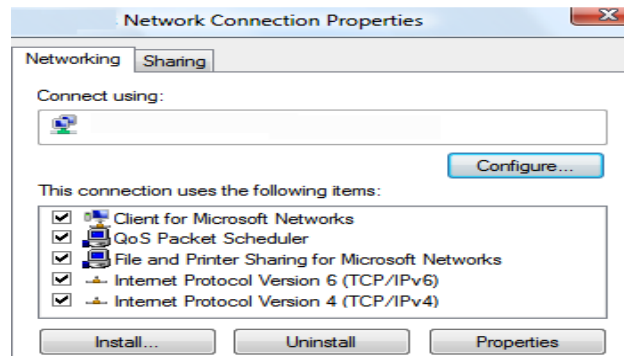 Network Connection Properties
Networking Sharing
Connect using:
Configure...
This connection uses the following items:
Client for Microsoft Networks
QoS Packet Scheduler
File and Printer Sharing for Microsoft Networks
Internet Protocol Version 6 (TCP/IPv6)
Internet Protocol Version 4 (TCP/IPv4)
Install... Uninstall Properties